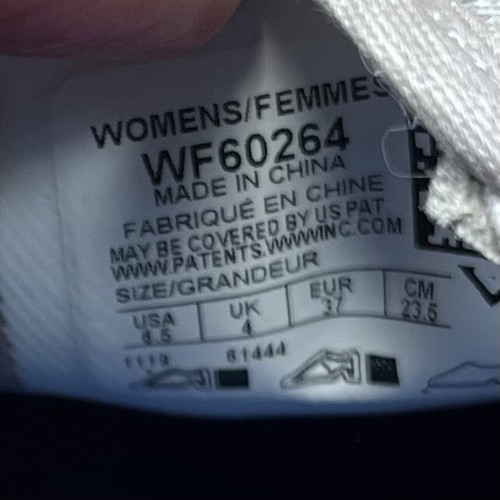 WOMENS/FEMMES
WF60264
MADE IN CHINA
FABRIQUÉ EN CHINE
MAY BE COVERED BY US PAT.
WWW.PATENTS.WWWINC.COM
SIZE/GRANDEUR
USA UK EUR CM
6.5 4 37 23.5
1119 61444